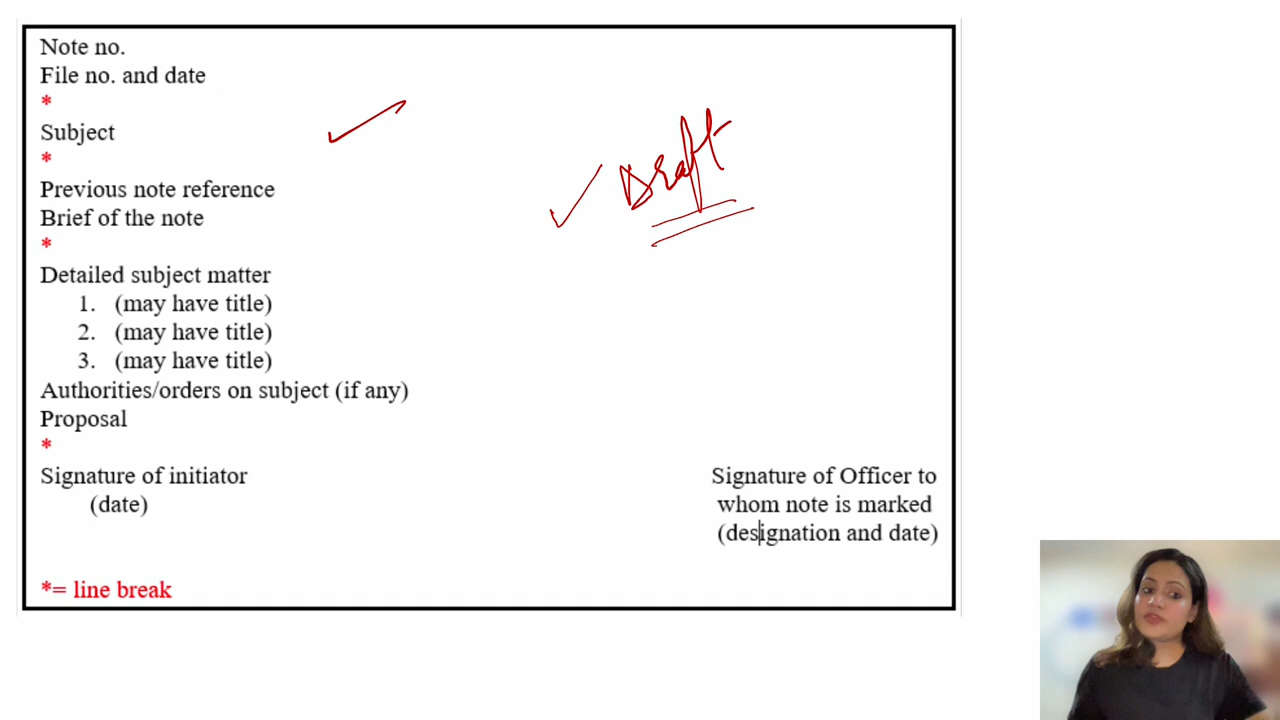 Note no.
File no. and date
*
Subject
*
Previous note reference
Brief of the note
*
Detailed subject matter
1. (may have title)
2. (may have title)
3. (may have title)
Authorities/orders on subject (if any)
Proposal
*
Signature of initiator
(date)
Signature of Officer to
whom note is marked
(designation and date)
*= line break
Draft